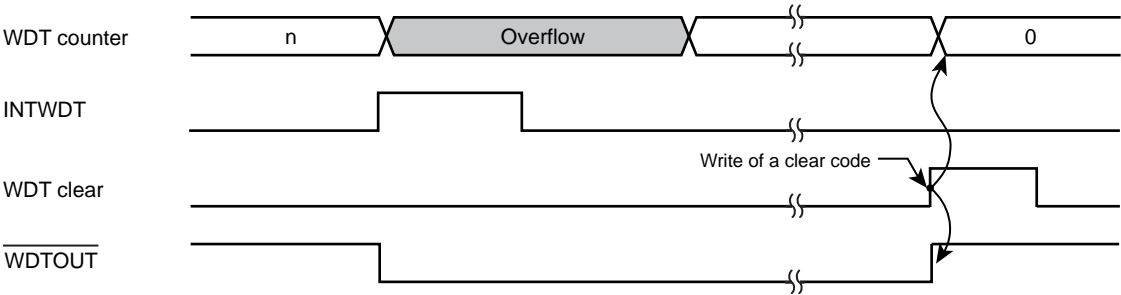 WDT counter
n
Overflow
0
INTWDT
Write of a clear code
WDT clear
WDTOUT